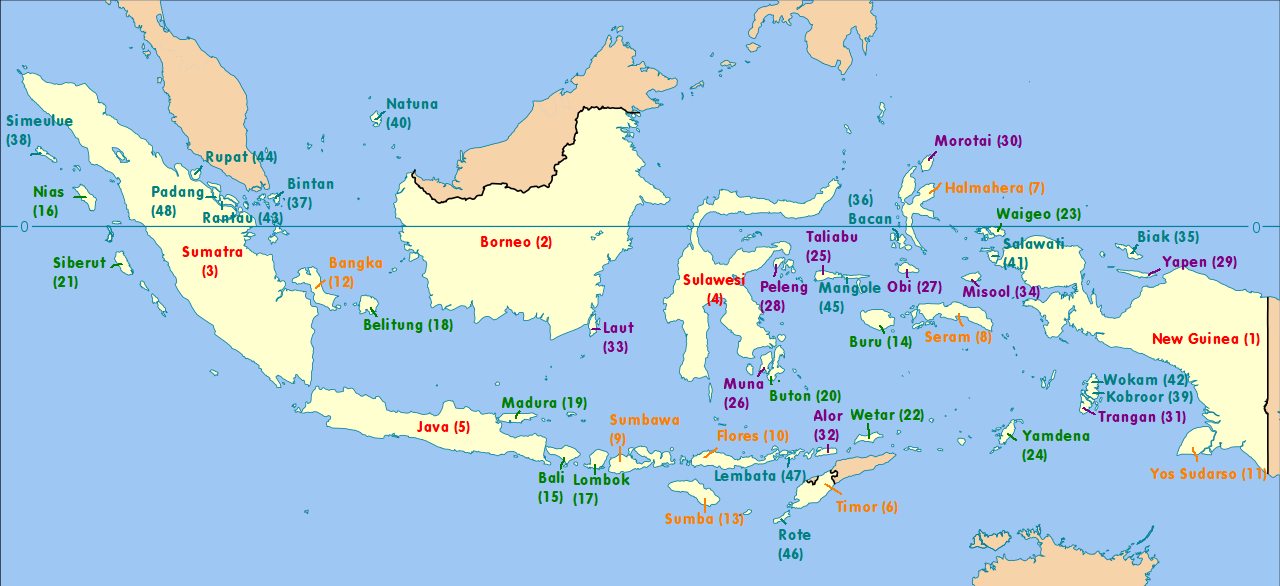 Natuna
(40)
Simeulue
(38)
Morotai (30)
Rupat (44)
Nias
(16)
Padang
(48)
Bintan
(37)
Rantau (43)
Halmahera (7)
(36)
Bacan
Waigeo (23)
0
0
Borneo (2)
Sumatra
(3)
Siberut
(21)
Bangka
(12)
Belitung (18)
Taliabu
(25)
Salawati
(41)
Biak (35)
Yapen (29)
Sulawesi
(4)
Peleng
(28)
Mangole
(45)
Obi (27)
Misool (34)
Laut
(33)
Buru (14)
Seram (8)
New Guinea (1)
Muna
(26)
Buton (20)
Wokam (42)
Kobroor (39)
Trangan (31)
Madura (19)
Java (5)
Sumbawa
(9)
Flores (10)
Alor
(32)
Wetar (22)
Yamdena
(24)
Bali
(15)
Lombok
(17)
Lembata (47)
Yos Sudarso (11)
Sumba (13)
Timor (6)
Rote
(46)